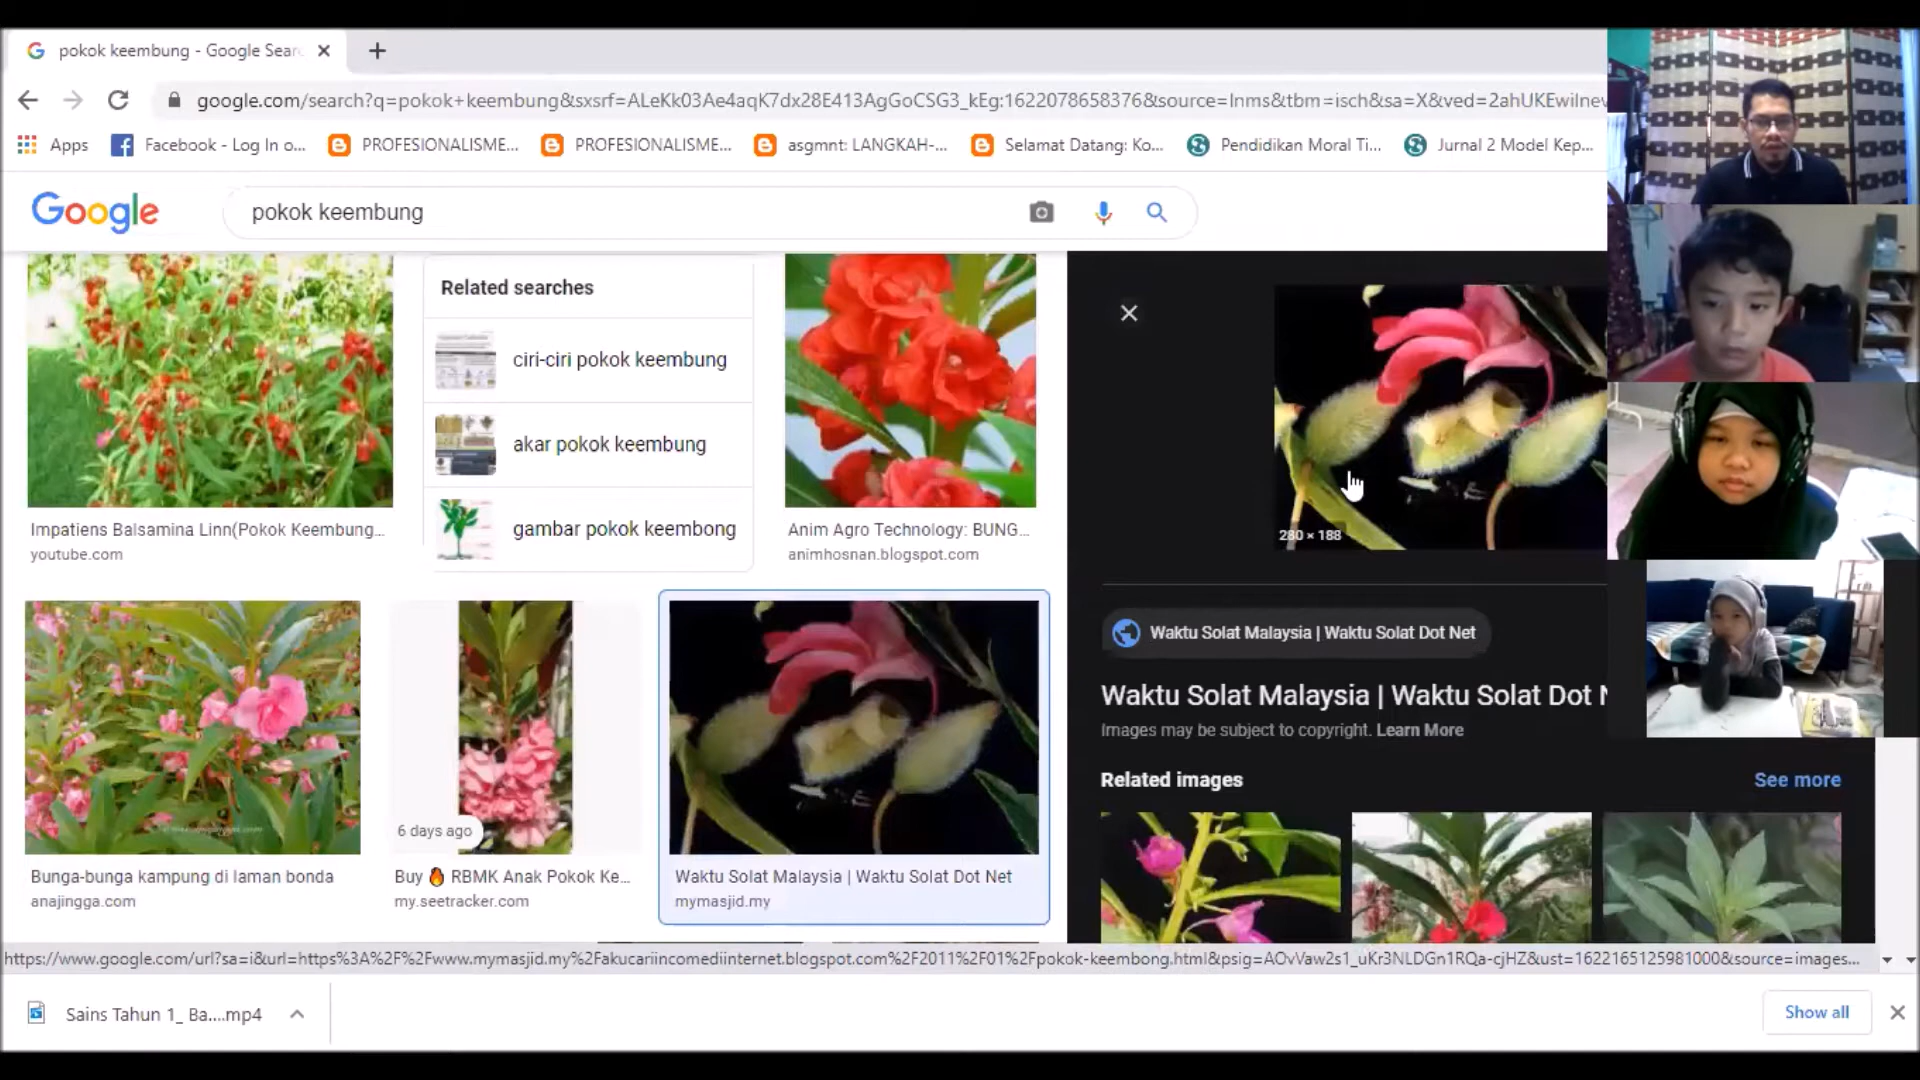 pokok keembung - Google Sear
google.com/search?q=pokok+keembung&sxsrf=ALeKk03Ae4aqK7dx28E413AgGoCSG3_kEg:1622078658376&source=lnms&tbm=isch&sa=X&ved=2ahUKEwilnev
Apps
Facebook - Log In o...
PROFESIONALISME...
PROFESIONALISME...
asgmnt: LANGKAH-...
Selamat Datang: Ko...
Pendidikan Moral Ti...
Jurnal 2 Model Kep...
Google
pokok keembung
Related searches
ciri-ciri pokok keembung
akar pokok keembung
gambar pokok keembong
Impatiens Balsamina Linn(Pokok Keembung...
youtube.com
Anim Agro Technology: BUNG...
animhosnan.blogspot.com
6 days ago
Bunga-bunga kampung di laman bonda
anajingga.com
Buy RBMK Anak Pokok Ke...
my.seetracker.com
Waktu Solat Malaysia | Waktu Solat Dot Net
mymasjid.my
280 × 188
Waktu Solat Malaysia | Waktu Solat Dot Net
Waktu Solat Malaysia | Waktu Solat Dot N
Images may be subject to copyright. Learn More
Related images
See more
https://www.google.com/url?sa=i&url=https%3A%2F%2Fwww.mymasjid.my%2Fakucariincomediinternet.blogspot.com%2F2011%2F01%2Fpokok-keembong.html&psig=AOvVaw2s1_uKr3NLDGn1RQa-cjHZ&ust=1622165125981000&source=images...
Sains Tahun 1_ Ba....mp4
Show all